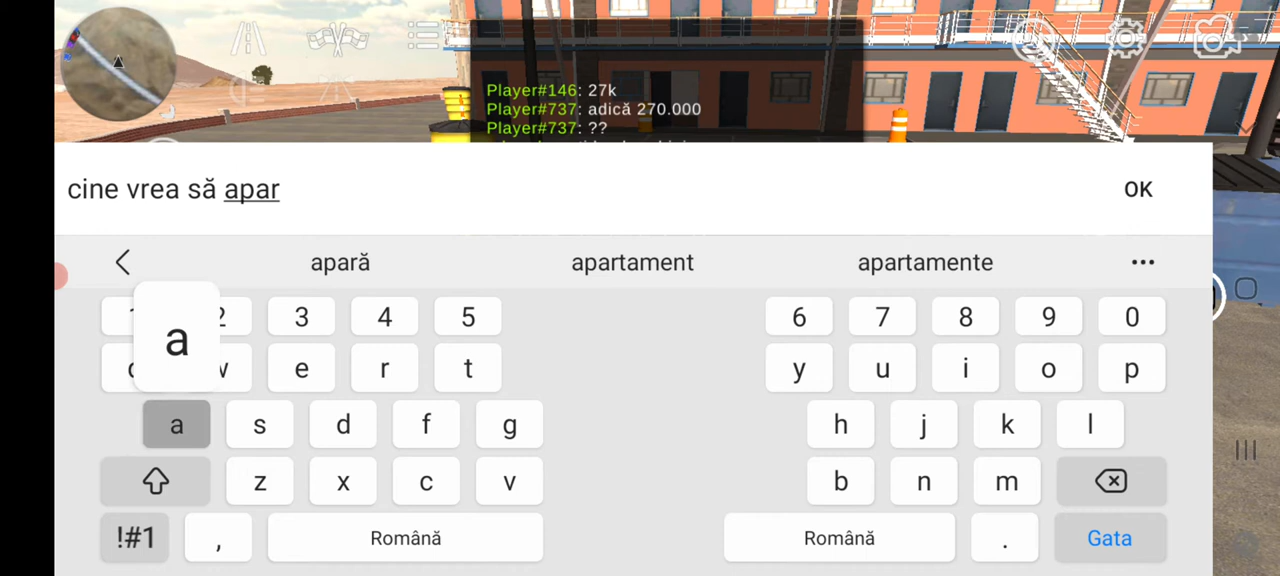 Player#146: 27k
Player#737: adică 270.000
Player#737: ??
cine vrea să apar
OK
apară apartament apartamente
2 3 4 5 6 7 8 9 0
a
e r t y u i o p
a s d f g h j k l
z x c v b n m
!#1 , Română Română . Gata